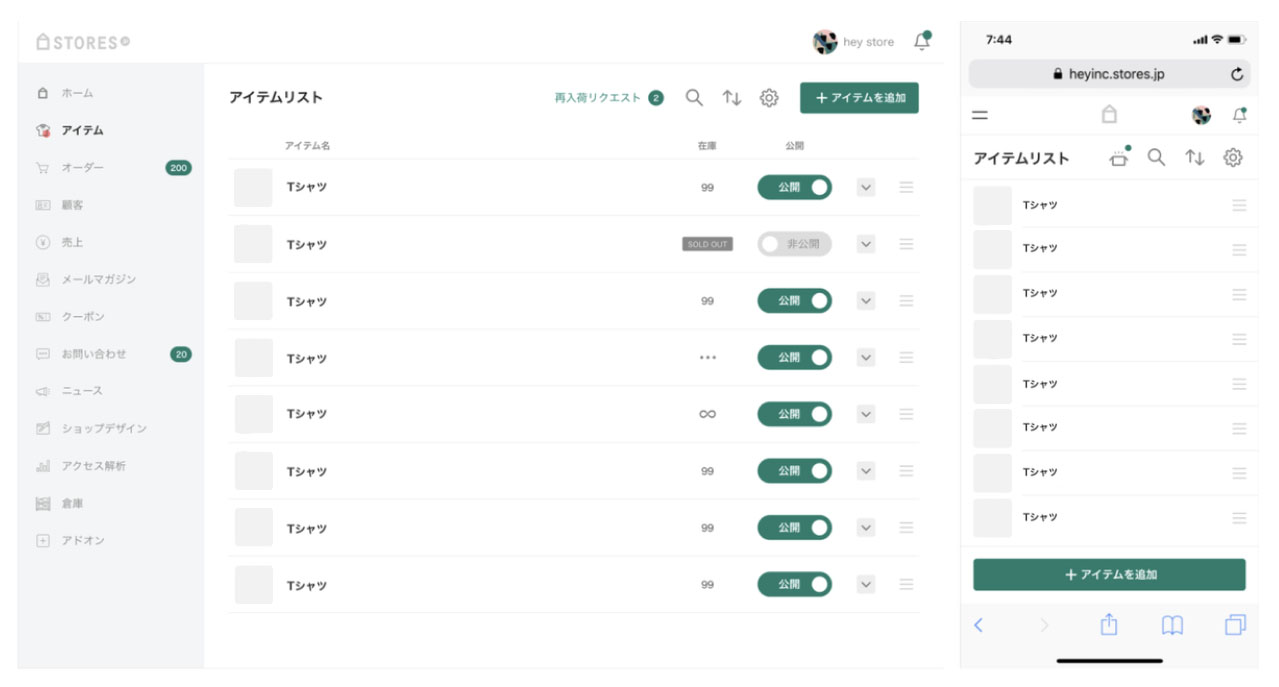 STORES
hey store
ホーム
アイテム
オーダー 200
顧客
売上
メールマガジン
クーポン
お問い合わせ 20
ニュース
ショップデザイン
アクセス解析
倉庫
アドオン
アイテムリスト 再入荷リクエスト 2 + アイテムを追加
アイテム名 在庫 公開
Tシャツ 99 公開
Tシャツ SOLD OUT 非公開
Tシャツ 99 公開
Tシャツ ••• 公開
Tシャツ ∞ 公開
Tシャツ 99 公開
Tシャツ 99 公開
Tシャツ 99 公開
7:44
heyinc.stores.jp
アイテムリスト
Tシャツ
Tシャツ
Tシャツ
Tシャツ
Tシャツ
Tシャツ
Tシャツ
Tシャツ
+ アイテムを追加